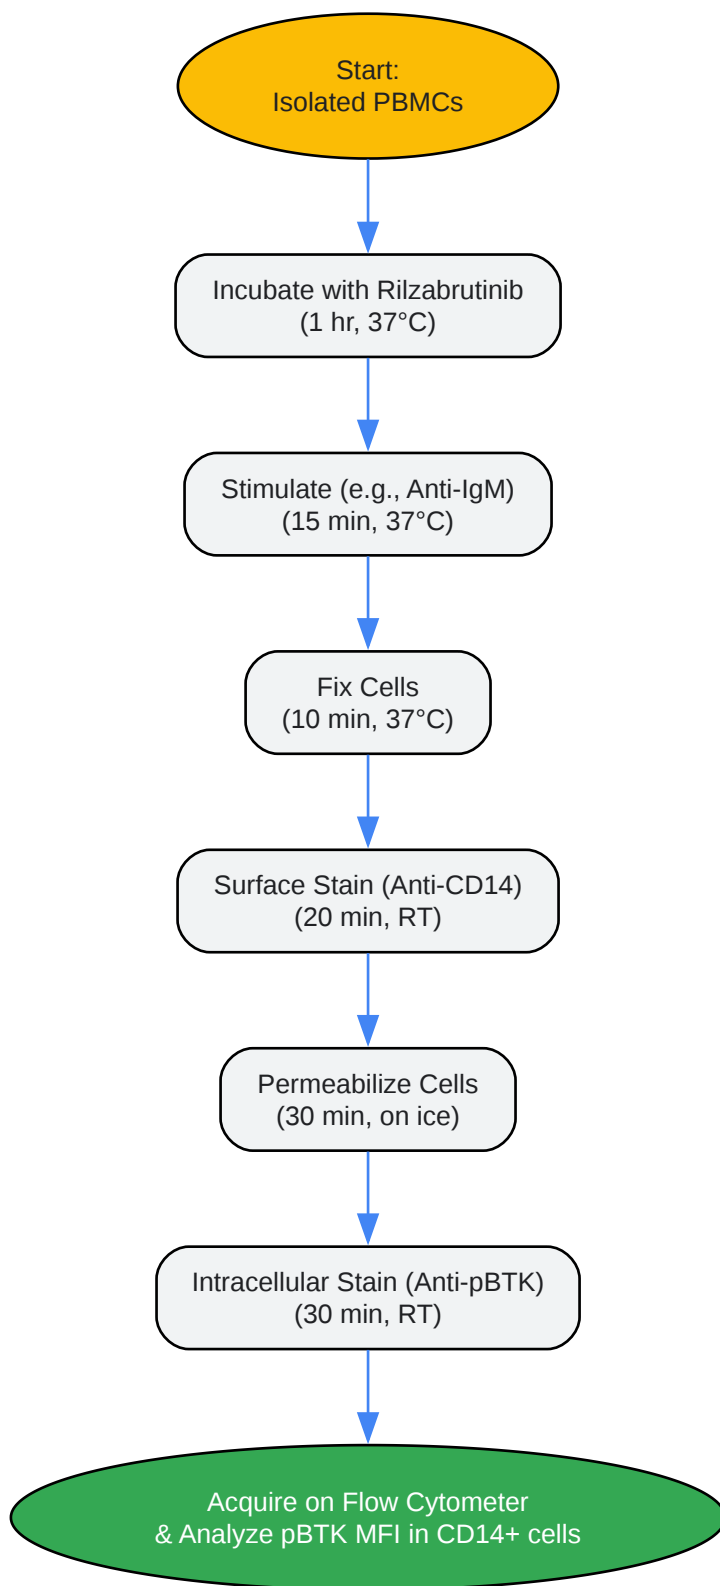 Start:
Isolated PBMCs
Incubate with Rilzabrutinib
(1 hr, 37°C)
Stimulate (e.g., Anti-IgM)
(15 min, 37°C)
Fix Cells
(10 min, 37°C)
Surface Stain (Anti-CD14)
(20 min, RT)
Permeabilize Cells
(30 min, on ice)
Intracellular Stain (Anti-pBTK)
(30 min, RT)
Acquire on Flow Cytometer
& Analyze pBTK MFI in CD14+ cells